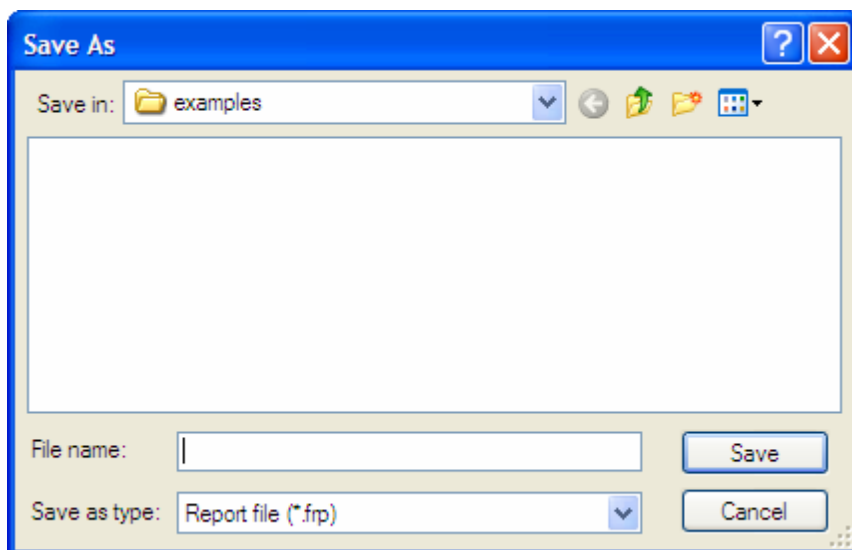 Save As
?
Save in: examples
File name:
Save
Save as type: Report file (*.frp)
Cancel